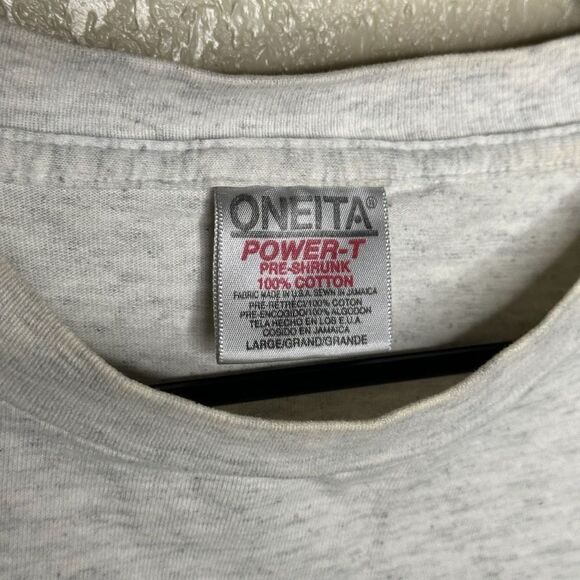 ONEITA®
POWER-T
PRE-SHRUNK
100% COTTON
FABRIC MADE IN U.S.A. SEWN IN JAMAICA
PRE-RETRECI/100% COTON
PRE-ENCOGIDO/100% ALGODON
TELA HECHO EN LOS E.U.A.
COSIDO EN JAMAICA
LARGE/GRAND/GRANDE